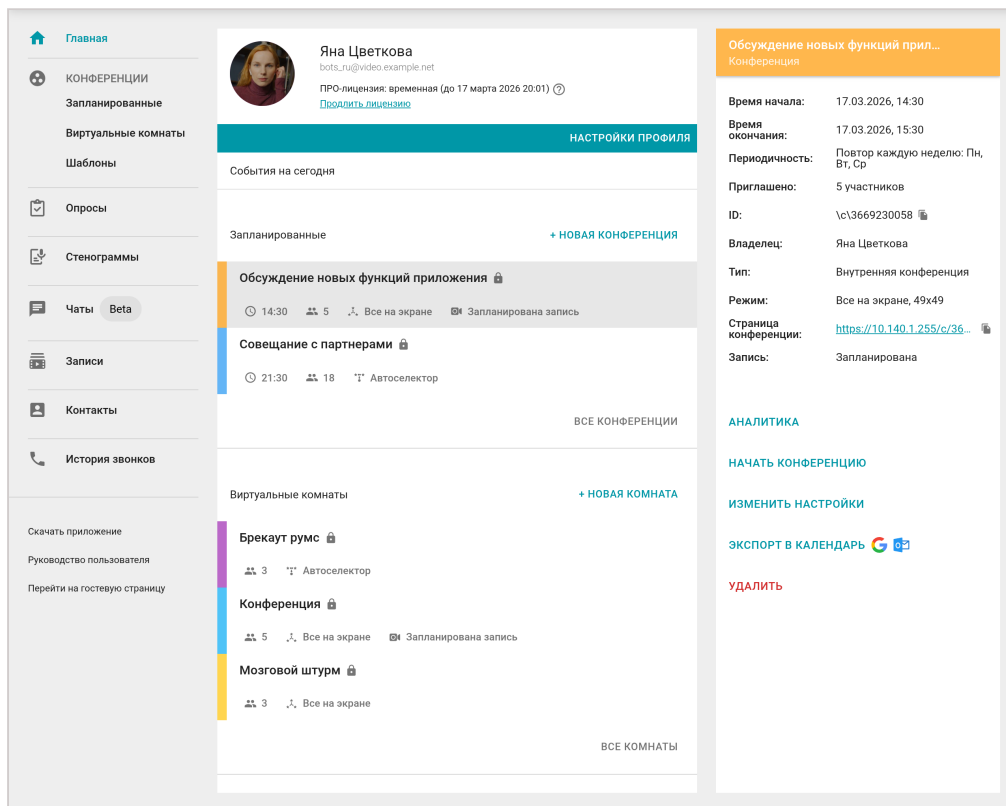 Главная
КОНФЕРЕНЦИИ
Запланированные
Виртуальные комнаты
Шаблоны
Опросы
Стенограммы
Чаты Beta
Записи
Контакты
История звонков
Скачать приложение
Руководство пользователя
Перейти на гостевую страницу
Яна Цветкова
bots_ru@video.example.net
ПРО-лицензия: временная (до 17 марта 2026 20:01)
Продлить лицензию
НАСТРОЙКИ ПРОФИЛЯ
События на сегодня
Запланированные + НОВАЯ КОНФЕРЕНЦИЯ
Обсуждение новых функций приложения
14:30 5 Все на экране Запланирована запись
Совещание с партнерами
21:30 18 Автоселектор
ВСЕ КОНФЕРЕНЦИИ
Виртуальные комнаты + НОВАЯ КОМНАТА
Брекаут румс
3 Автоселектор
Конференция
5 Все на экране Запланирована запись
Мозговой штурм
3 Все на экране
ВСЕ КОМНАТЫ
Обсуждение новых функций прил...
Конференция
Время начала: 17.03.2026, 14:30
Время
окончания: 17.03.2026, 15:30
Периодичность: Повтор каждую неделю: Пн,
Вт, Ср
Приглашено: 5 участников
ID: \c\3669230058
Владелец: Яна Цветкова
Тип: Внутренняя конференция
Режим: Все на экране, 49x49
Страница
конференции: https://10.140.1.255/c/36...
Запись: Запланирована
АНАЛИТИКА
НАЧАТЬ КОНФЕРЕНЦИЮ
ИЗМЕНИТЬ НАСТРОЙКИ
ЭКСПОРТ В КАЛЕНДАРЬ
УДАЛИТЬ